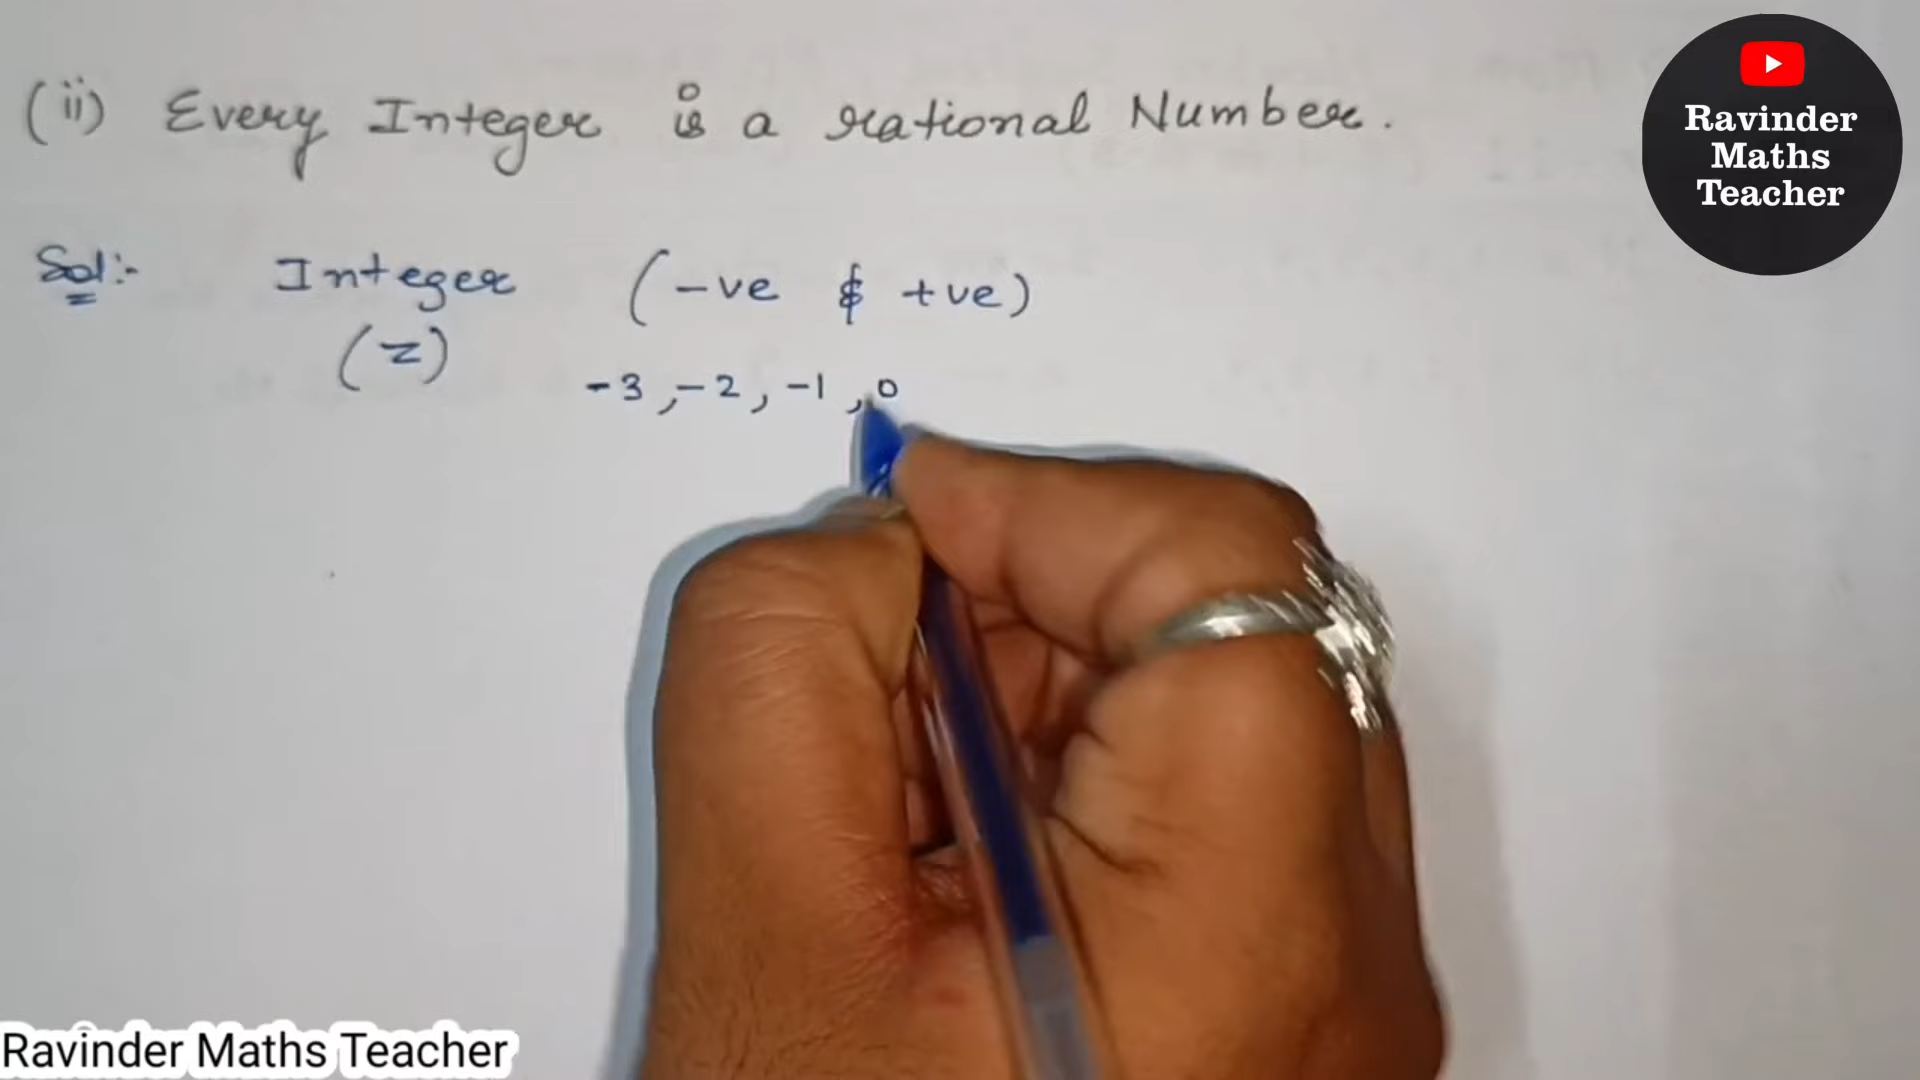 (ii) Every Integer is a rational Number.
Sol:- Integer (-ve & +ve)
(Z)
-3, -2, -1, 0
Ravinder
Maths
Teacher
Ravinder Maths Teacher